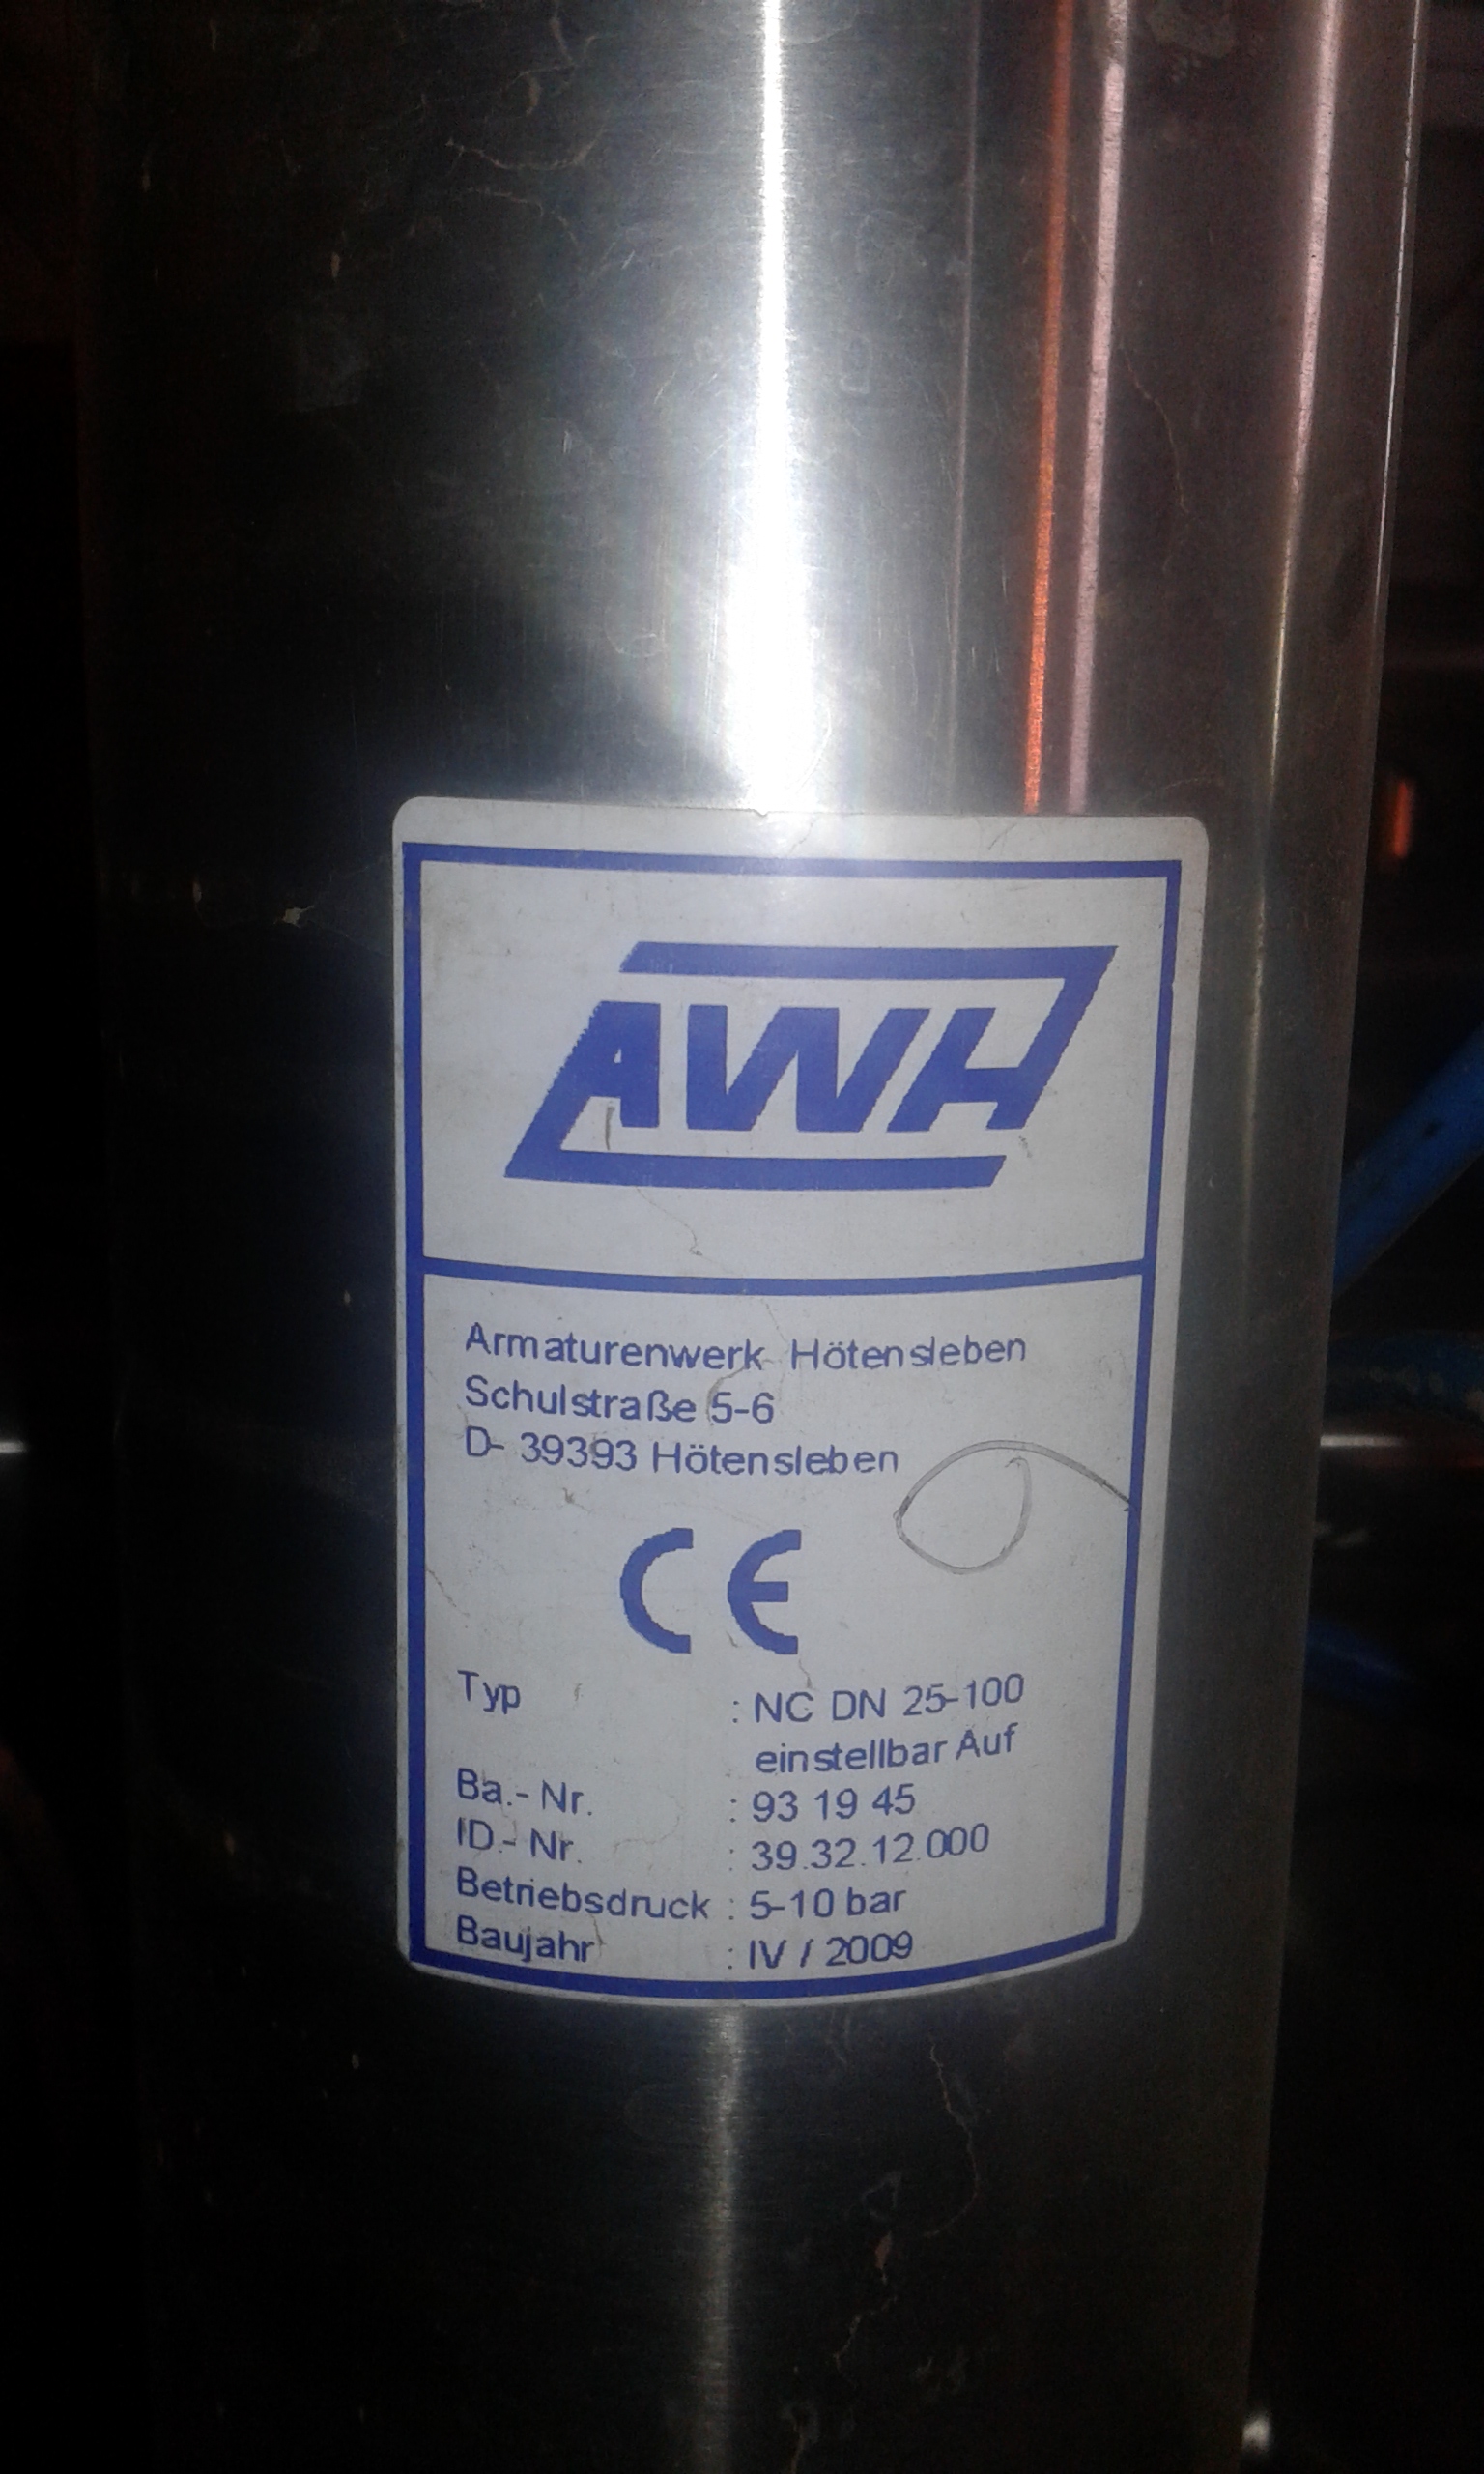 AWH
Armaturenwerk Hötensleben
Schulstraße 5-6
D- 39393 Hötensleben
CE
Typ : NC DN 25-100
einstellbar Auf
Ba.- Nr. : 93 19 45
ID.- Nr. : 39.32.12.000
Betriebsdruck : 5-10 bar
Baujahr : IV / 2009